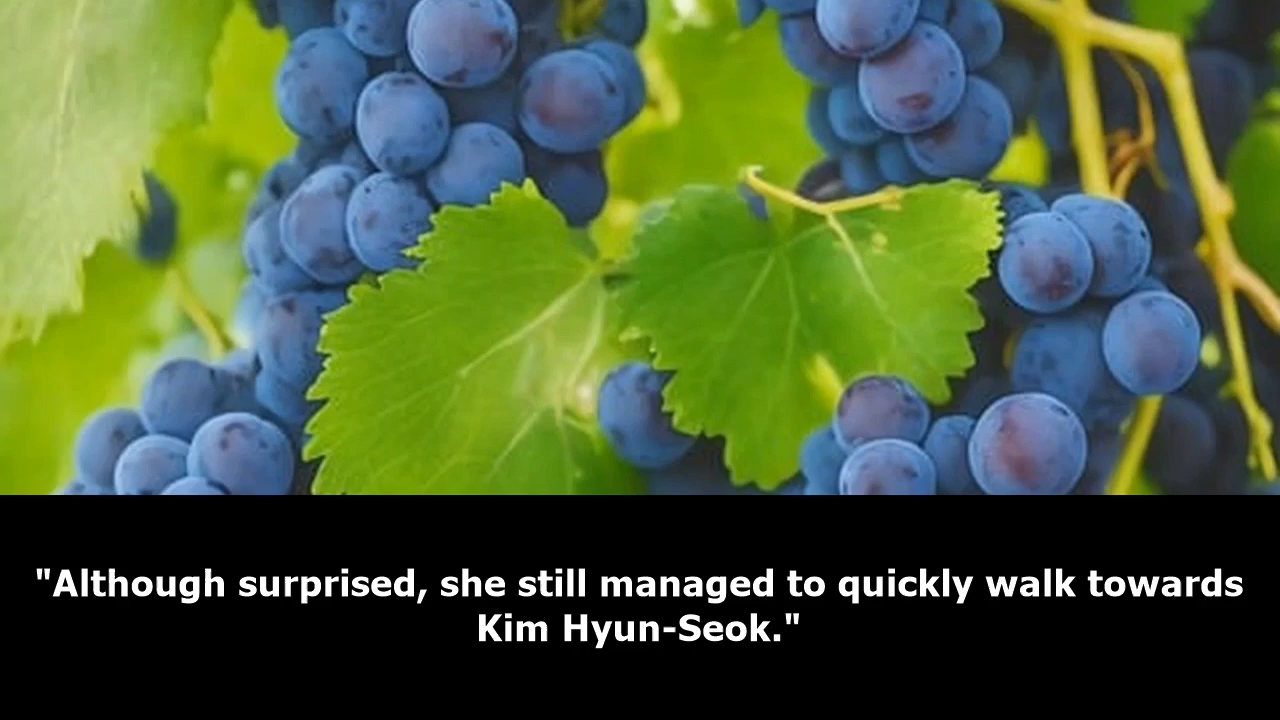 "Although surprised, she still managed to quickly walk towards
Kim Hyun-Seok."